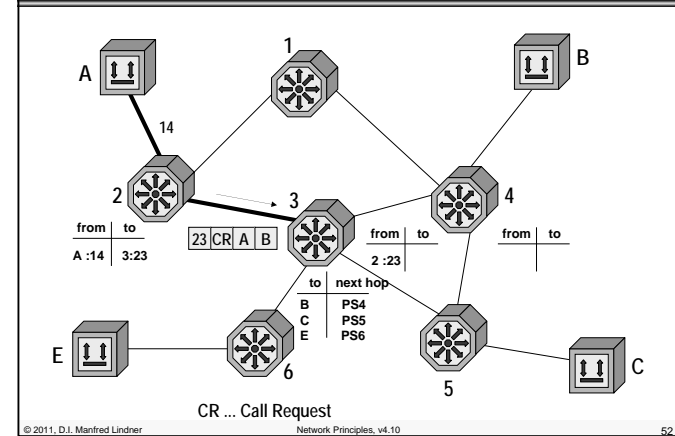 1
A
B
14
2
3
4
from to
A :14 3:23
23 CR A B
from to
2 :23
from to
to next hop
B PS4
C PS5
E PS6
E
6
5
C
CR ... Call Request
© 2011, D.I. Manfred Lindner Network Principles, v4.10 52